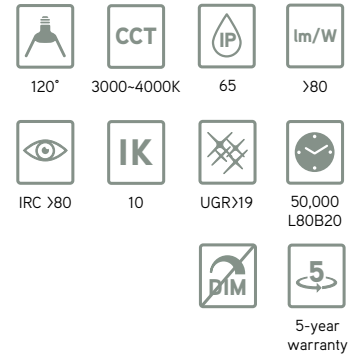 CCT
IP
lm/W
120°
3000~4000K
65
>80
IK
IRC >80
10
UGR>19
50,000
L80B20
DIM
5
5-year
warranty